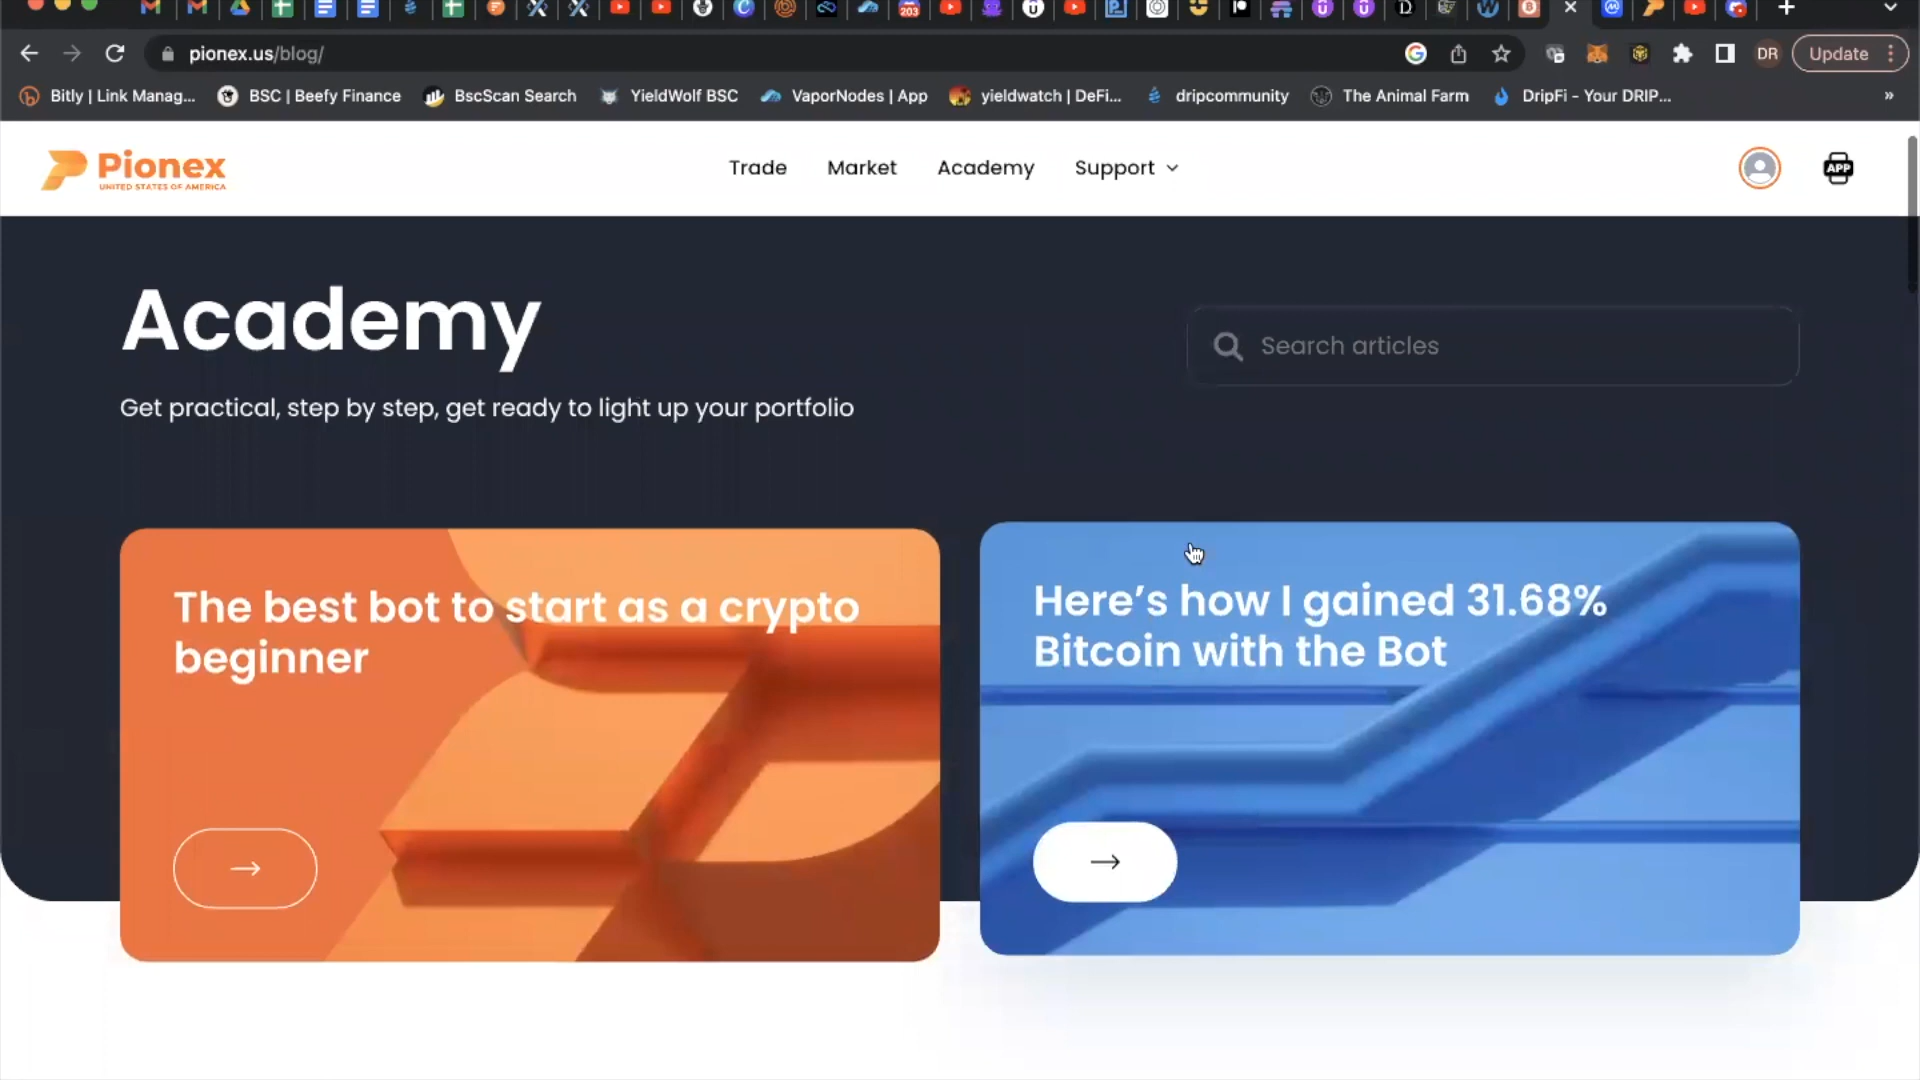 203
pionex.us/blog/
DR
Update
Bitly | Link Manag...
BSC | Beefy Finance
BscScan Search
YieldWolf BSC
VaporNodes | App
yieldwatch | DeFi...
dripcommunity
The Animal Farm
DripFi - Your DRIP...
»
Pionex
UNITED STATES OF AMERICA
Trade
Market
Academy
Support
APP
Academy
Search articles
Get practical, step by step, get ready to light up your portfolio
The best bot to start as a crypto
beginner
Here's how I gained 31.68%
Bitcoin with the Bot